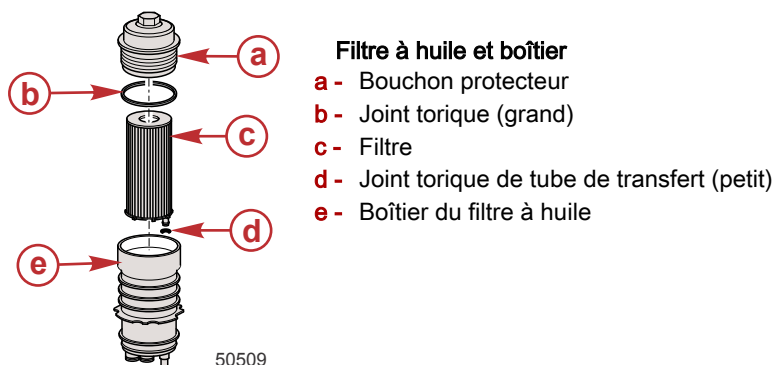 Filtre à huile et boîtier
a - Bouchon protecteur
b - Joint torique (grand)
c - Filtre
d - Joint torique de tube de transfert (petit)
e - Boîtier du filtre à huile
a
b
c
d
e
50509